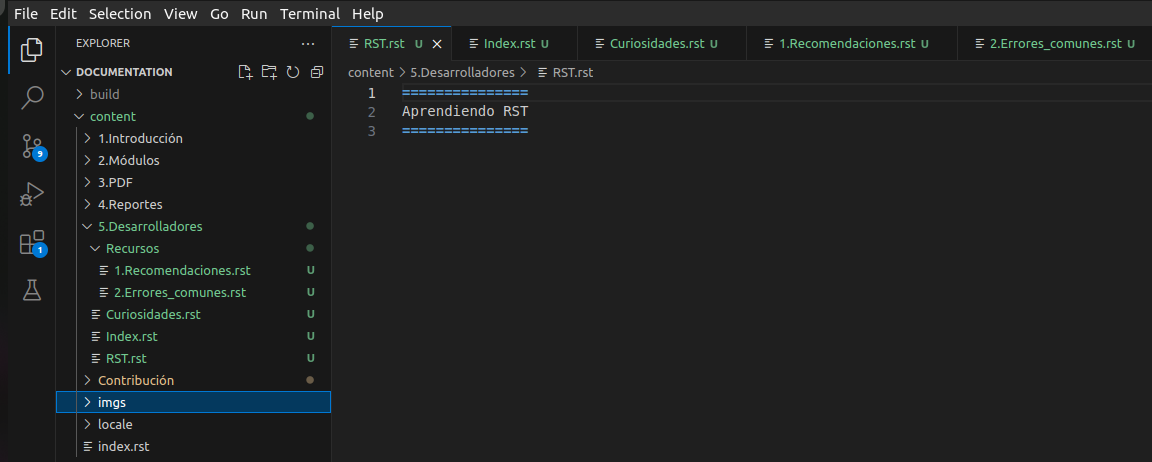 File Edit Selection View Go Run Terminal Help
EXPLORER ...
RST.rst U
Index.rst U
Curiosidades.rst U
1.Recomendaciones.rst U
2.Errores_comunes.rst U
DOCUMENTATION
content > 5.Desarrolladores > RST.rst
build
content
1.Introducción
2.Módulos
3.PDF
4.Reportes
5.Desarrolladores
Recursos
1.Recomendaciones.rst U
2.Errores_comunes.rst U
Curiosidades.rst U
Index.rst U
RST.rst U
Contribución
imgs
locale
index.rst
9
1
1 ===============
2 Aprendiendo RST
3 ===============